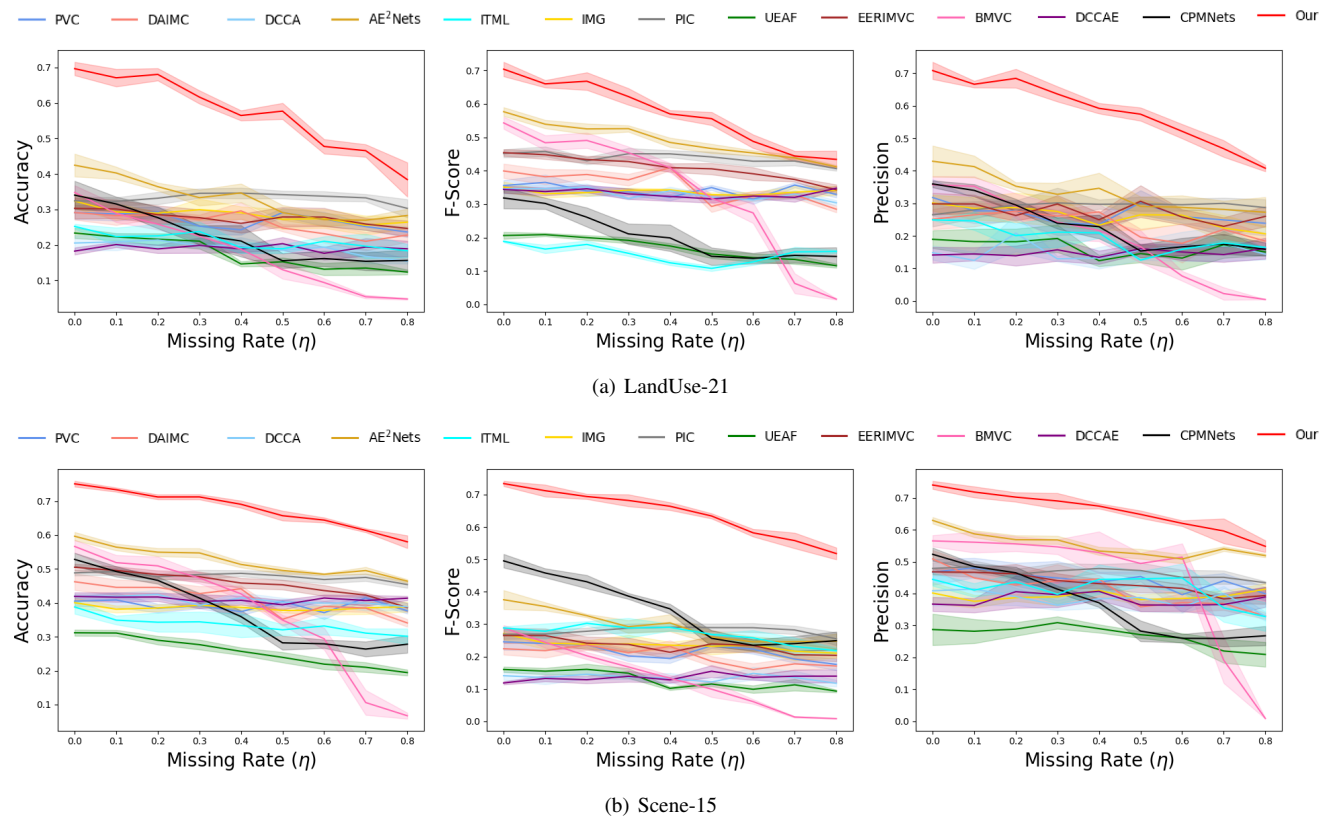 PVC DAIMC DCCA AE²Nets ITML IMG PIC UEAF EERIMVC BMVC DCCAE CPMNets Our
Accuracy
0.7
0.6
0.5
0.4
0.3
0.2
0.1
0.0 0.1 0.2 0.3 0.4 0.5 0.6 0.7 0.8
Missing Rate (η)
F-Score
0.7
0.6
0.5
0.4
0.3
0.2
0.1
0.0
0.0 0.1 0.2 0.3 0.4 0.5 0.6 0.7 0.8
Missing Rate (η)
Precision
0.7
0.6
0.5
0.4
0.3
0.2
0.1
0.0
0.0 0.1 0.2 0.3 0.4 0.5 0.6 0.7 0.8
Missing Rate (η)
(a) LandUse-21
PVC DAIMC DCCA AE²Nets ITML IMG PIC UEAF EERIMVC BMVC DCCAE CPMNets Our
Accuracy
0.7
0.6
0.5
0.4
0.3
0.2
0.1
0.0 0.1 0.2 0.3 0.4 0.5 0.6 0.7 0.8
Missing Rate (η)
F-Score
0.7
0.6
0.5
0.4
0.3
0.2
0.1
0.0
0.0 0.1 0.2 0.3 0.4 0.5 0.6 0.7 0.8
Missing Rate (η)
Precision
0.7
0.6
0.5
0.4
0.3
0.2
0.1
0.0
0.0 0.1 0.2 0.3 0.4 0.5 0.6 0.7 0.8
Missing Rate (η)
(b) Scene-15